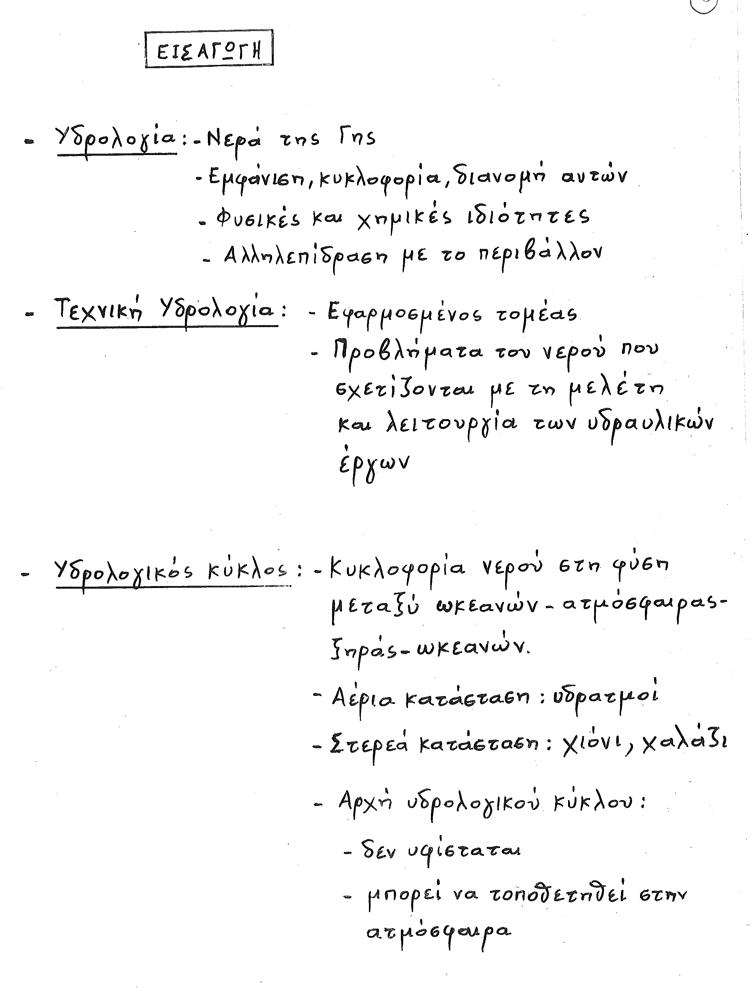 ΕΙΣΑΓΩΓΗ
- Υδρολογία: - Νερά της Γης
- Εμφάνιση, κυκλοφορία, διανομή αυτών
- Φυσικές και χημικές ιδιότητες
- Αλληλεπίδραση με το περιβάλλον
- Τεχνική Υδρολογία: - Εφαρμοσμένος τομέας
- Προβλήματα του νερού που
σχετίζονται με τη μελέτη
και λειτουργία των υδραυλικών
έργων
- Υδρολογικός κύκλος: - Κυκλοφορία νερού στη φύση
μεταξύ ωκεανών - ατμόσφαιρας -
ξηράς - ωκεανών.
- Αέρια κατάσταση: υδρατμοί
- Στερεά κατάσταση: χιόνι, χαλάζι
- Αρχή υδρολογικού κύκλου:
- δεν υφίσταται
- μπορεί να τοποθετηθεί στην
ατμόσφαιρα